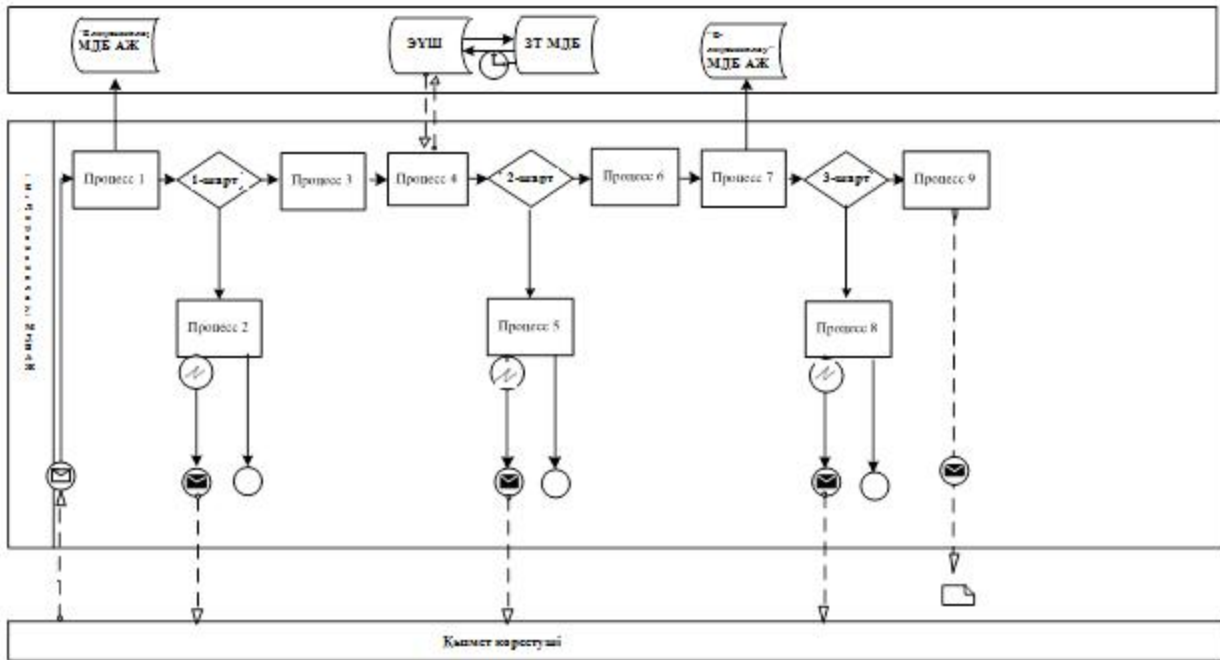 МДБ АЖ
ЭҮШ
ЗТ МДБ
МДБ АЖ
Процесс 1
1-шарт
Процесс 3
Процесс 4
2-шарт
Процесс 6
Процесс 7
3-шарт
Процесс 9
Процесс 2
Процесс 5
Процесс 8
Қызмет көрсетуші